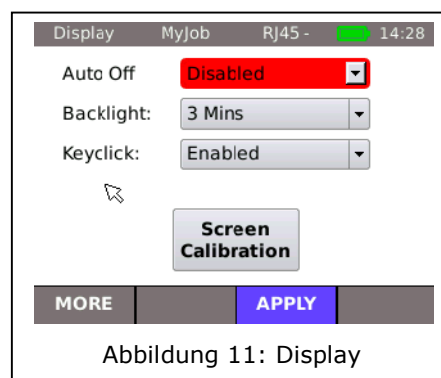 Display MyJob RJ45 - 14:28
Auto Off Disabled
Backlight: 3 Mins
Keyclick: Enabled
Screen
Calibration
MORE APPLY
Abbildung 11: Display